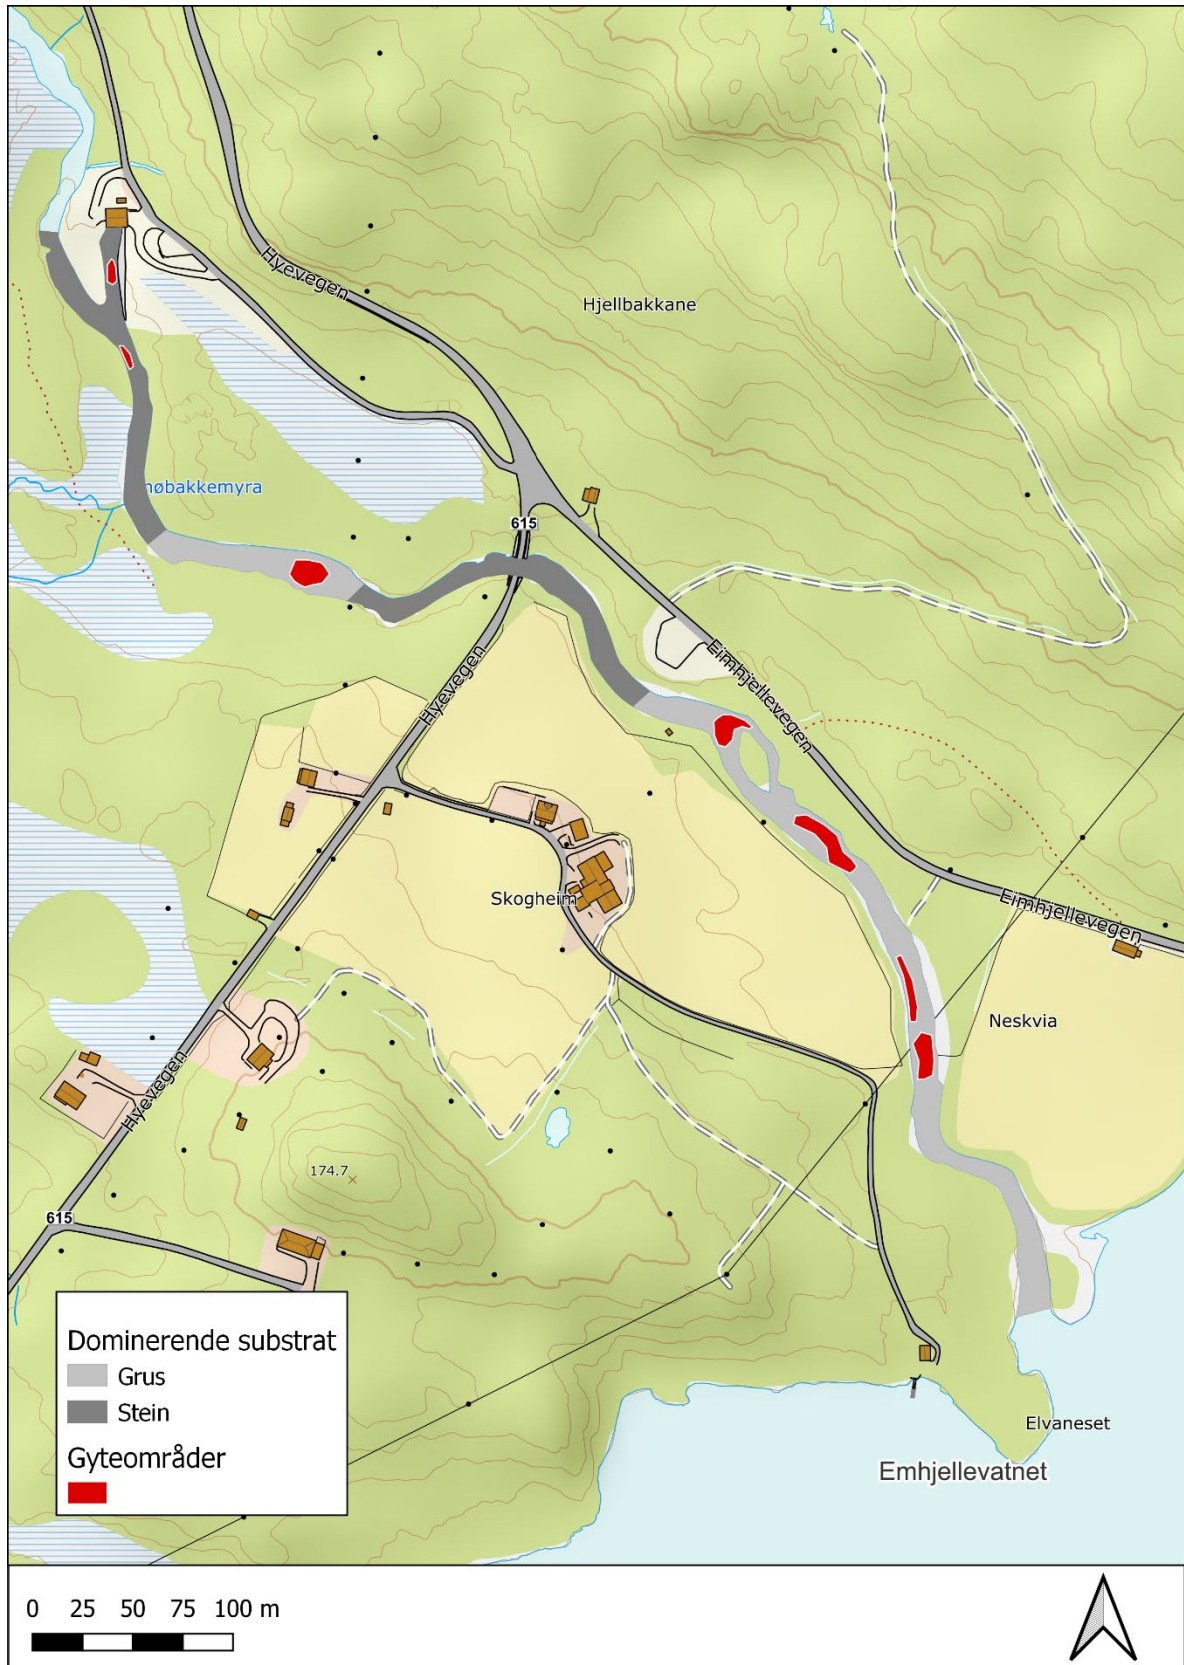 Hyevegen
Hjellbakkane
nøbakkemyra
615
Eimhjellevegen
Hyevegen
Skogheim
Eimhjellevegen
Neskvia
Hyevegen
174.7
615
Dominerende substrat
Grus
Stein
Gyteområder
Elvaneset
Emhjellevatnet
0 25 50 75 100 m